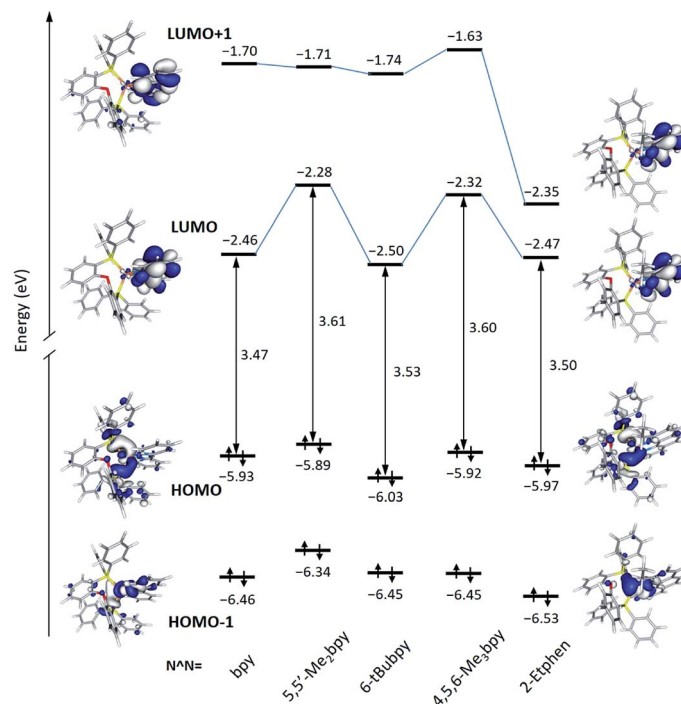 LUMO+1
−1.70
−1.71
−1.74
−1.63
−2.28
−2.32
−2.35
LUMO
−2.46
−2.50
−2.47
Energy (eV)
3.47
3.61
3.53
3.60
3.50
HOMO
−5.93
−5.89
−6.03
−5.92
−5.97
HOMO-1
−6.46
−6.34
−6.45
−6.45
−6.53
N^N=
bpy
5,5′-Me₂bpy
6-tBubpy
4,5,6-Me₃bpy
2-Etphen